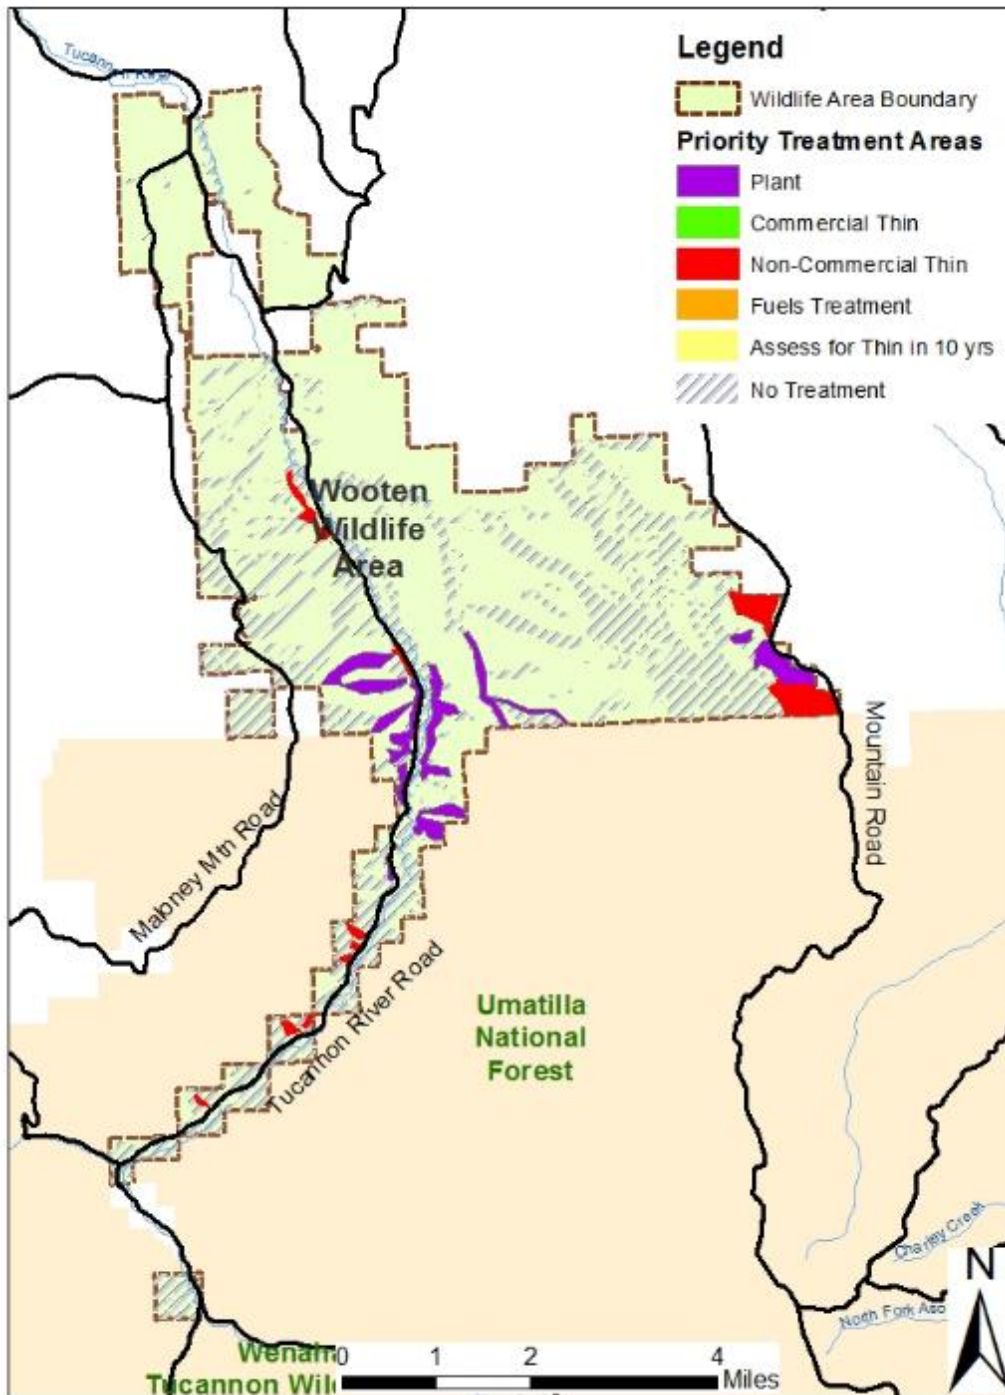 Legend
Wildlife Area Boundary
Priority Treatment Areas
Plant
Commercial Thin
Non-Commercial Thin
Fuels Treatment
Assess for Thin in 10 yrs
No Treatment
Wooten
Wildlife
Area
Mountain Road
Maloney Mtn Road
Tucannon River Road
Umatilla
National
Forest
Charley Creek
N
North Fork
0 1 2 4
Miles
Tucannon